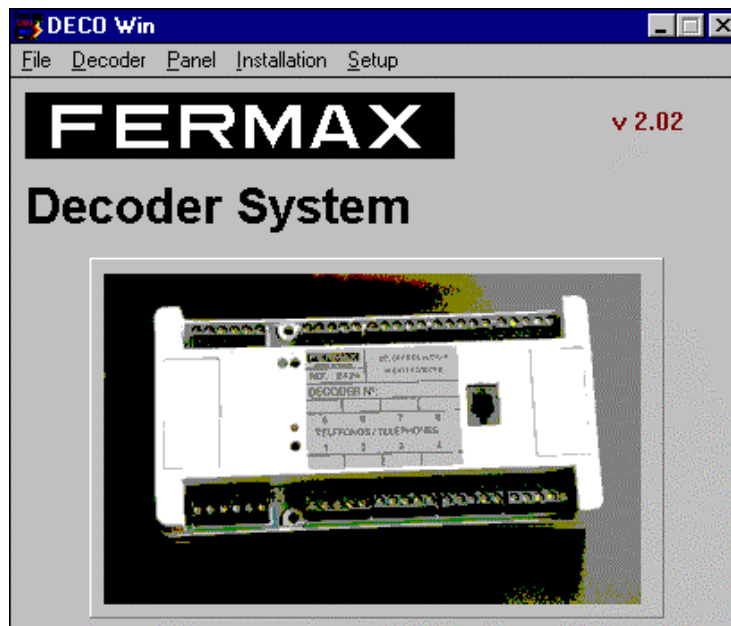 DECO Win
File Decoder Panel Installation Setup
FERMAX
v 2.02
Decoder System
DECODER Nº
5 6 7 8
TELEFONOS / TELEPHONES
1 2 3 4